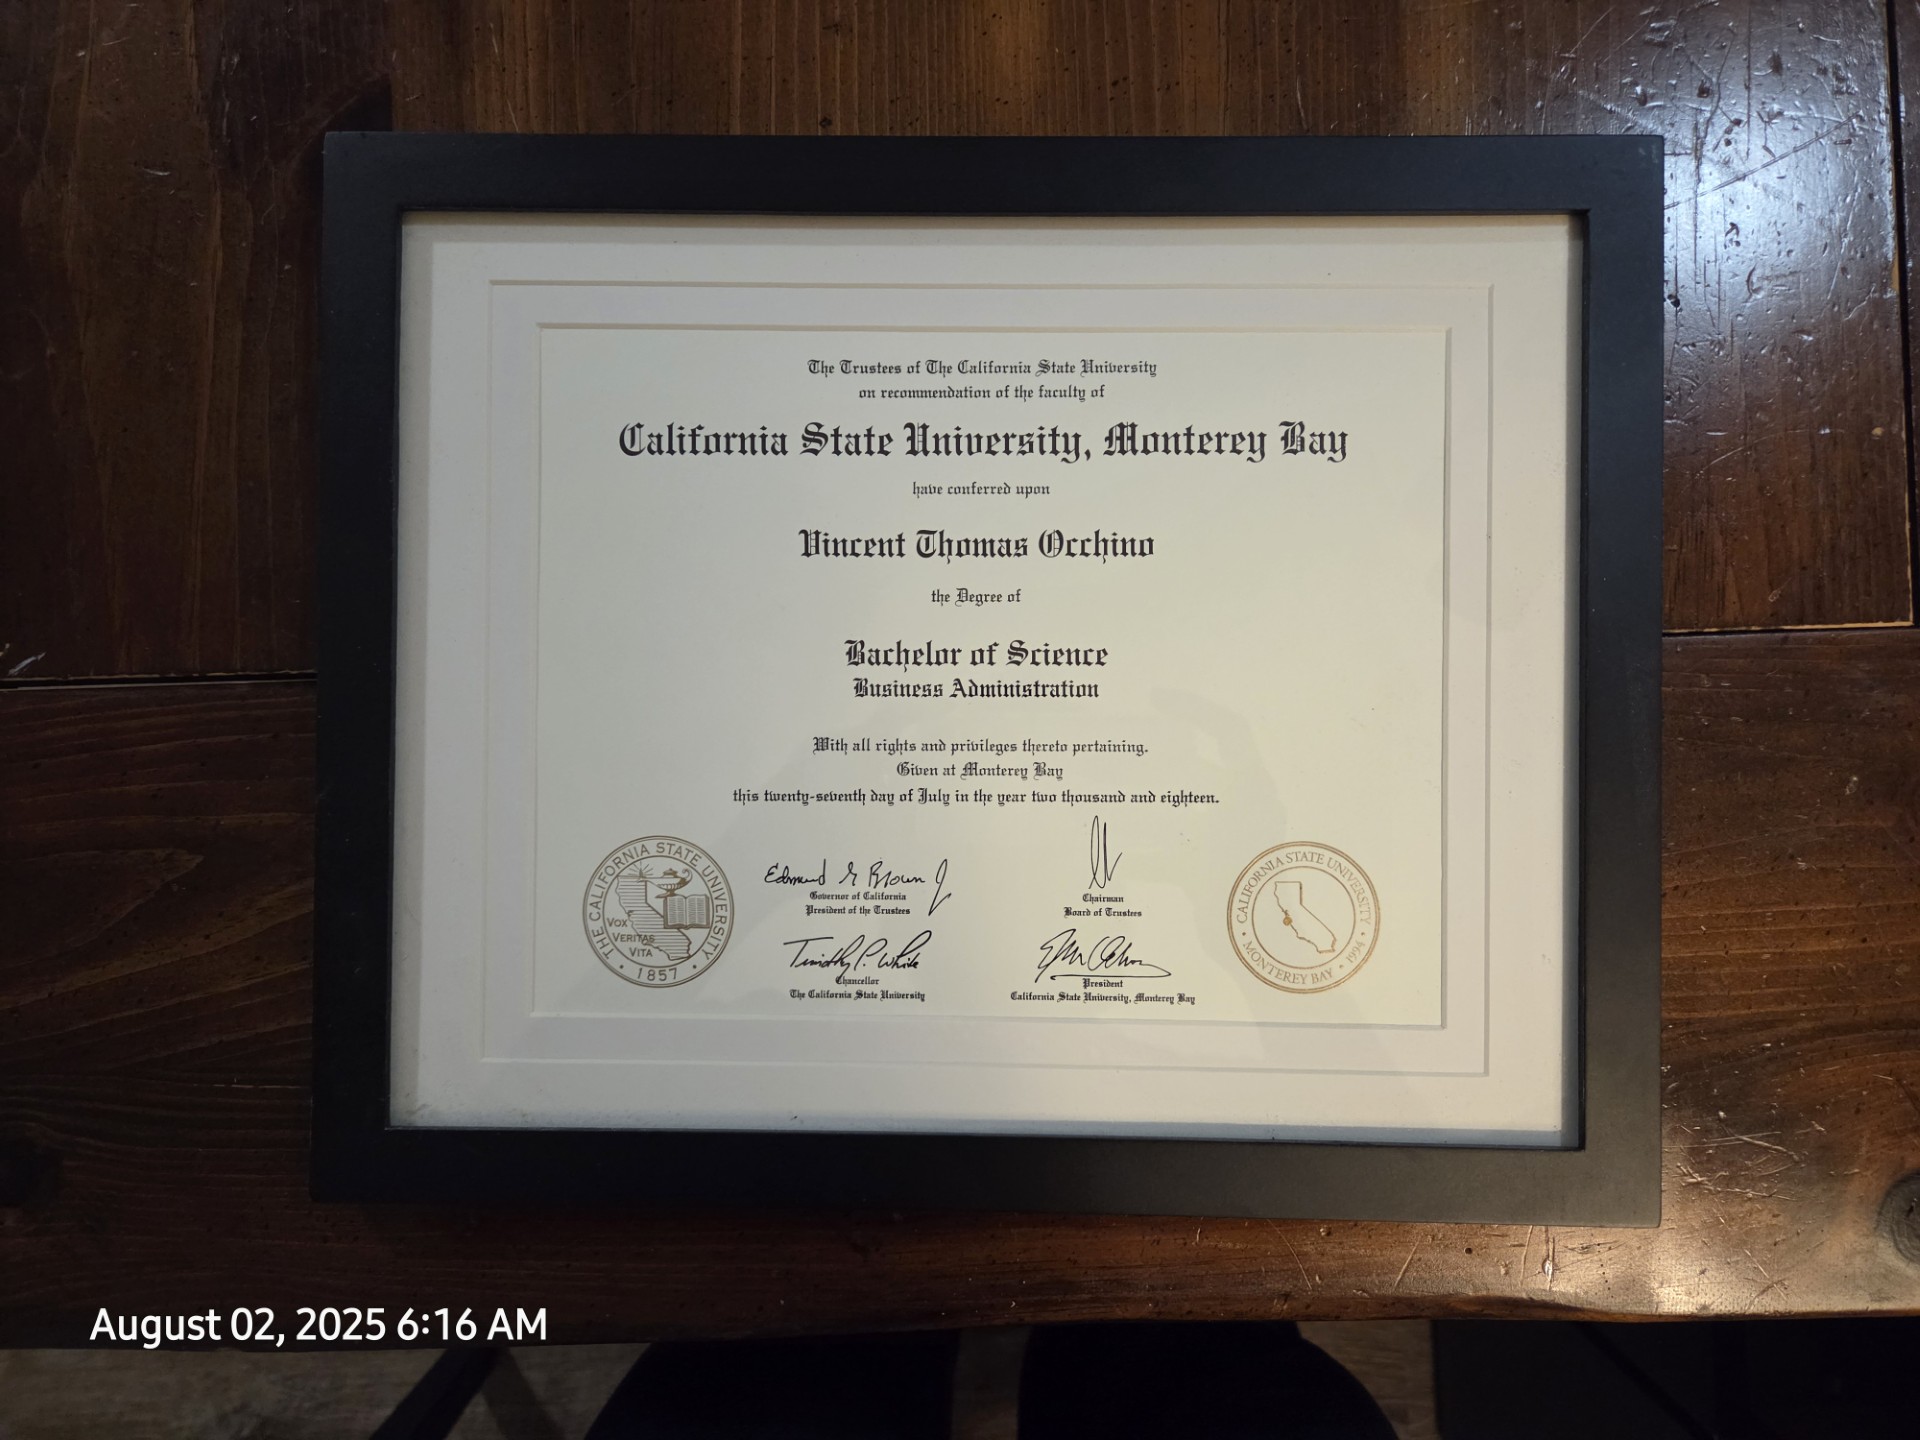 The Trustees of The California State University
on recommendation of the faculty of
California State University, Monterey Bay
have conferred upon
Vincent Thomas Occhino
the Degree of
Bachelor of Science
Business Administration
With all rights and privileges thereto pertaining.
Given at Monterey Bay
this twenty-seventh day of July in the year two thousand and eighteen.
THE CALIFORNIA STATE UNIVERSITY
VOX
VERITAS
VITA
· 1857 ·
Edmund G Brown J
Governor of California
President of the Trustees
Chairman
Board of Trustees
Timothy P. White
Chancellor
The California State University
President
California State University, Monterey Bay
CALIFORNIA STATE UNIVERSITY
· MONTEREY BAY · 1994 ·
August 02, 2025 6:16 AM